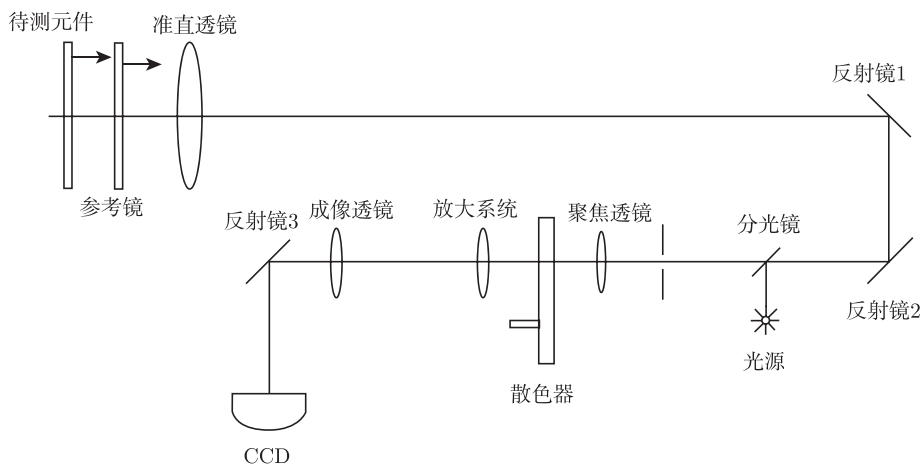 待测元件
准直透镜
反射镜1
参考镜
反射镜3
成像透镜
放大系统
聚焦透镜
分光镜
反射镜2
光源
散色器
CCD